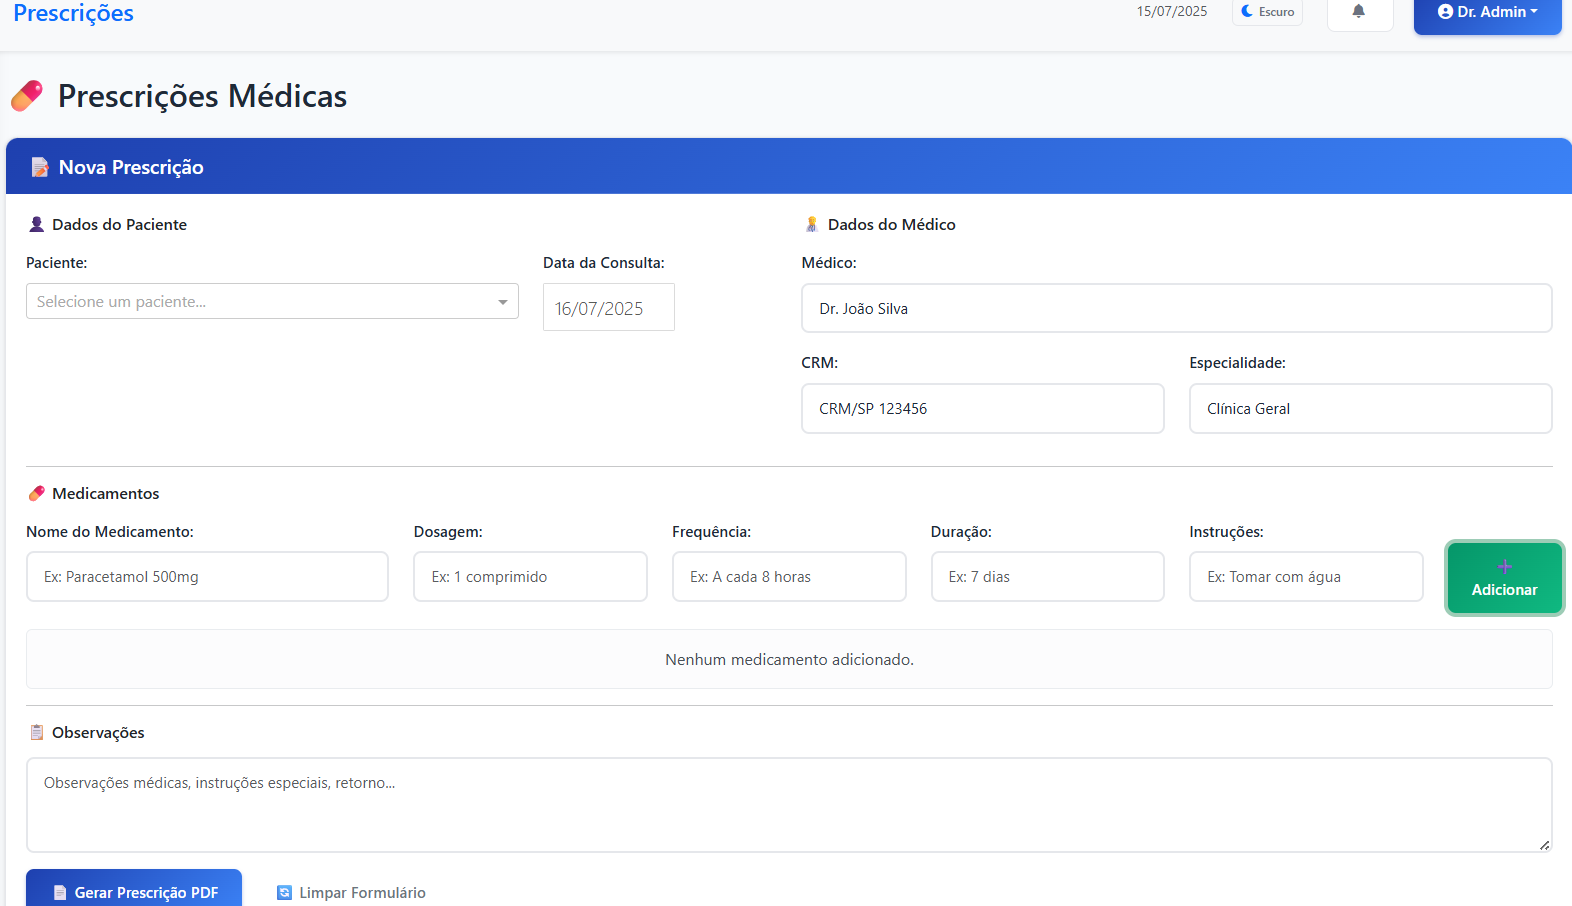 Prescrições
15/07/2025
Escuro
Dr. Admin
Prescrições Médicas
Nova Prescrição
Dados do Paciente
Paciente:
Selecione um paciente...
Data da Consulta:
16/07/2025
Dados do Médico
Médico:
Dr. João Silva
CRM:
CRM/SP 123456
Especialidade:
Clínica Geral
Medicamentos
Nome do Medicamento:
Ex: Paracetamol 500mg
Dosagem:
Ex: 1 comprimido
Frequência:
Ex: A cada 8 horas
Duração:
Ex: 7 dias
Instruções:
Ex: Tomar com água
Adicionar
Nenhum medicamento adicionado.
Observações
Observações médicas, instruções especiais, retorno...
Gerar Prescrição PDF
Limpar Formulário